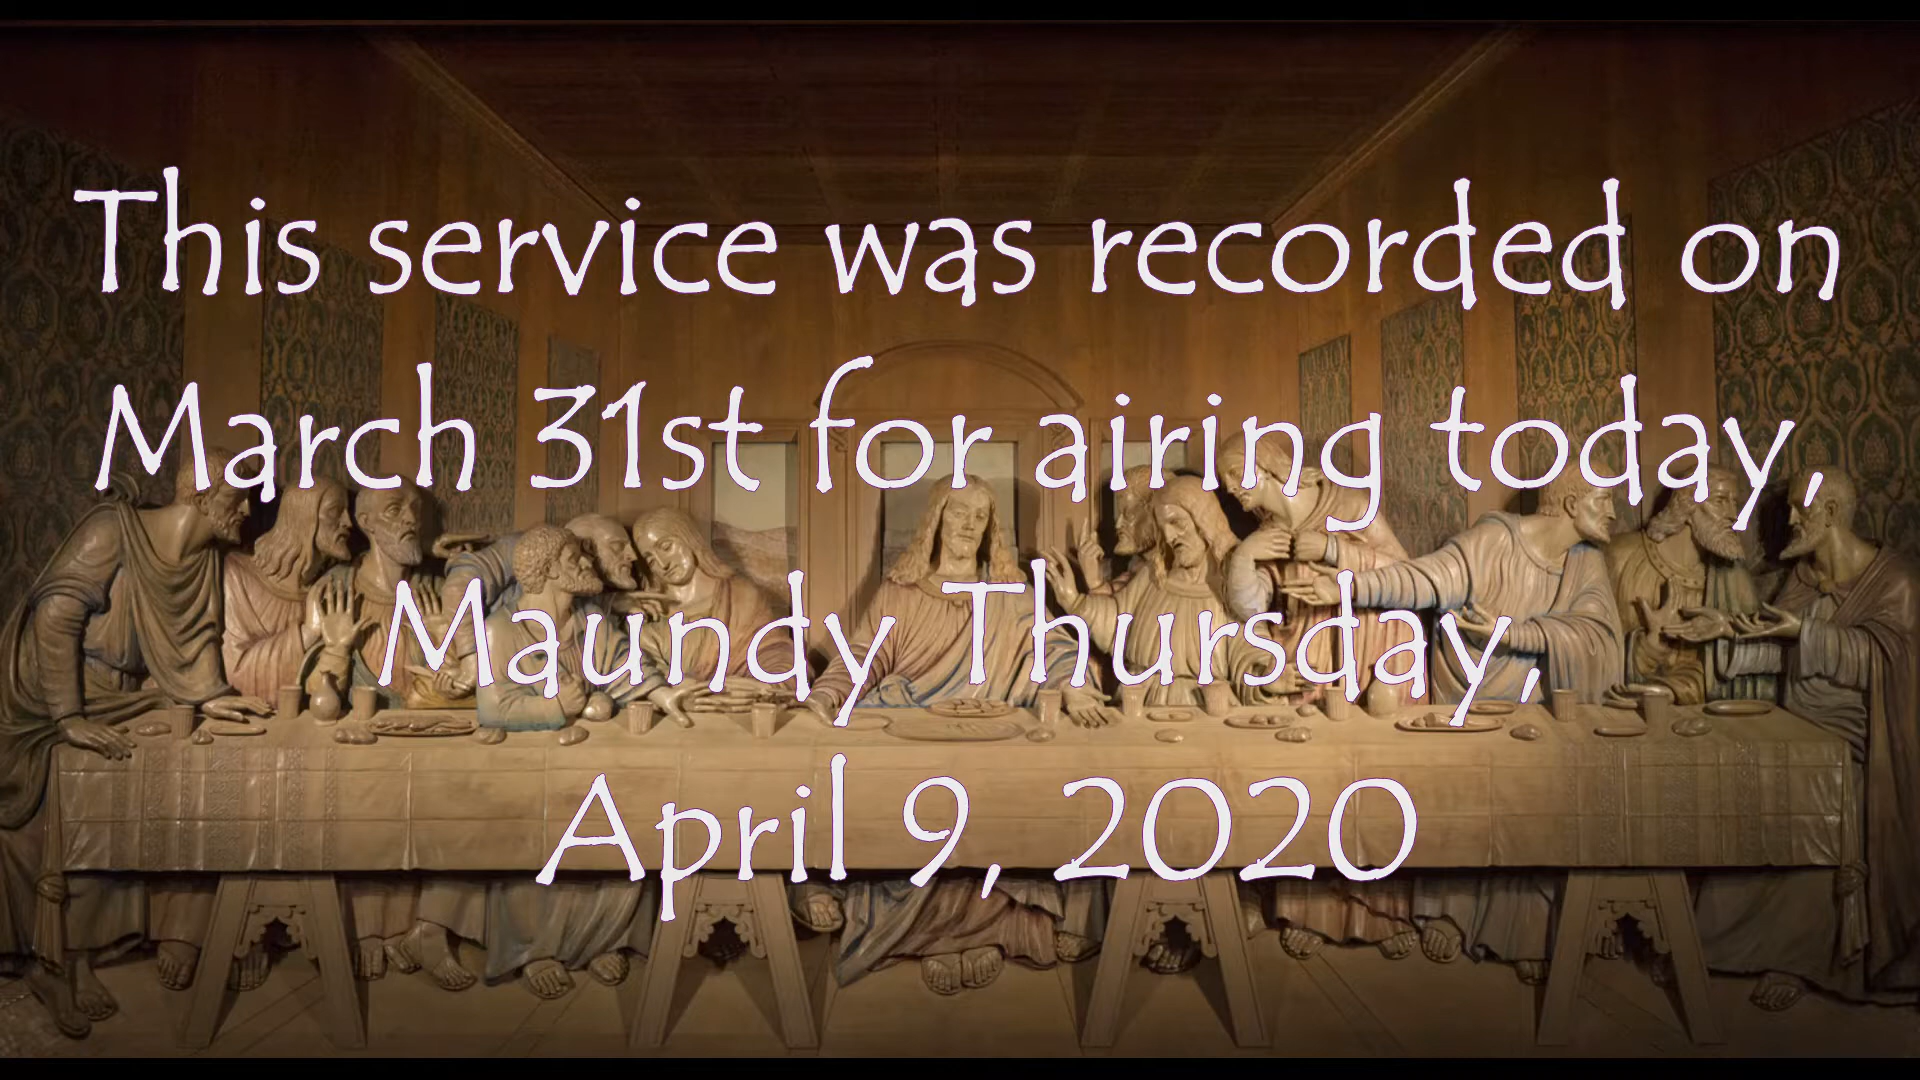 This service was recorded on
March 31st for airing today,
Maundy Thursday,
April 9, 2020